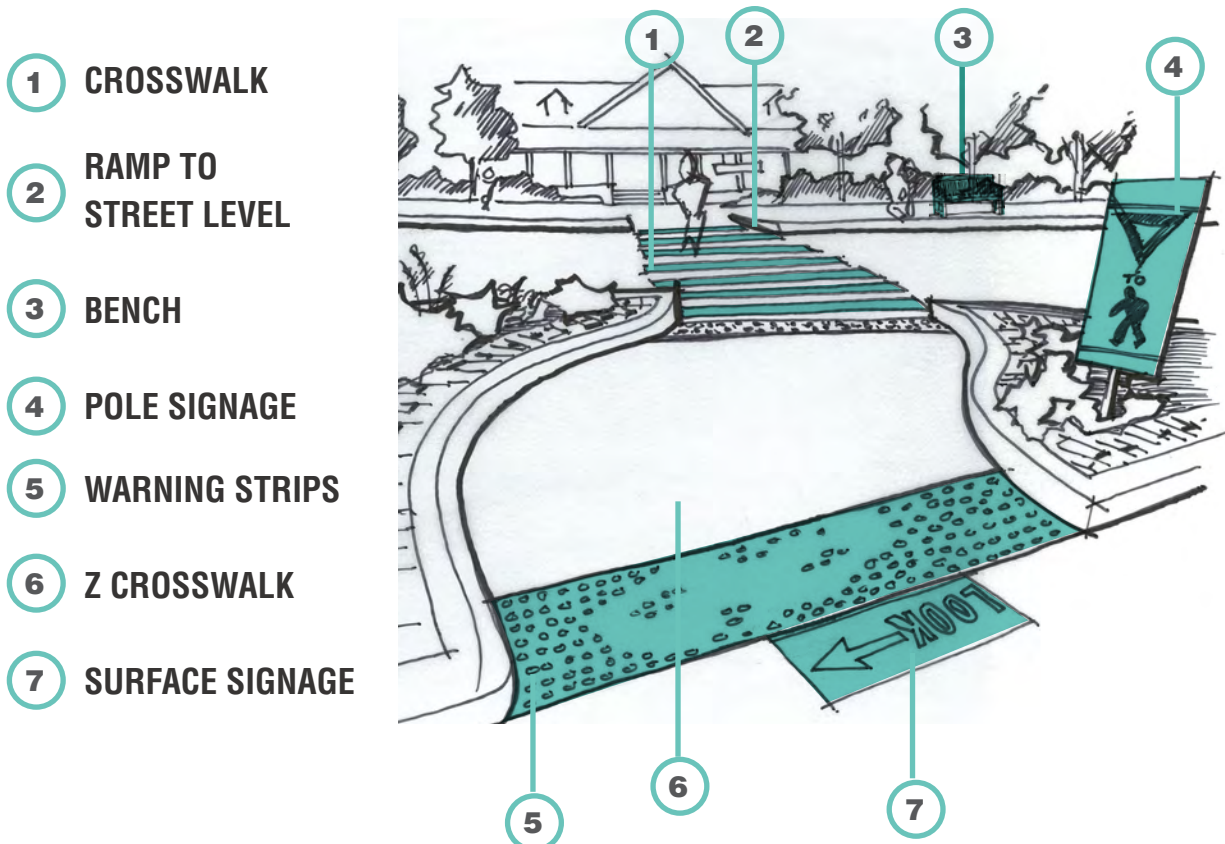 1 CROSSWALK
2 RAMP TO
STREET LEVEL
3 BENCH
4 POLE SIGNAGE
5 WARNING STRIPS
6 Z CROSSWALK
7 SURFACE SIGNAGE
1
2
3
4
TO
LOOK
5
6
7